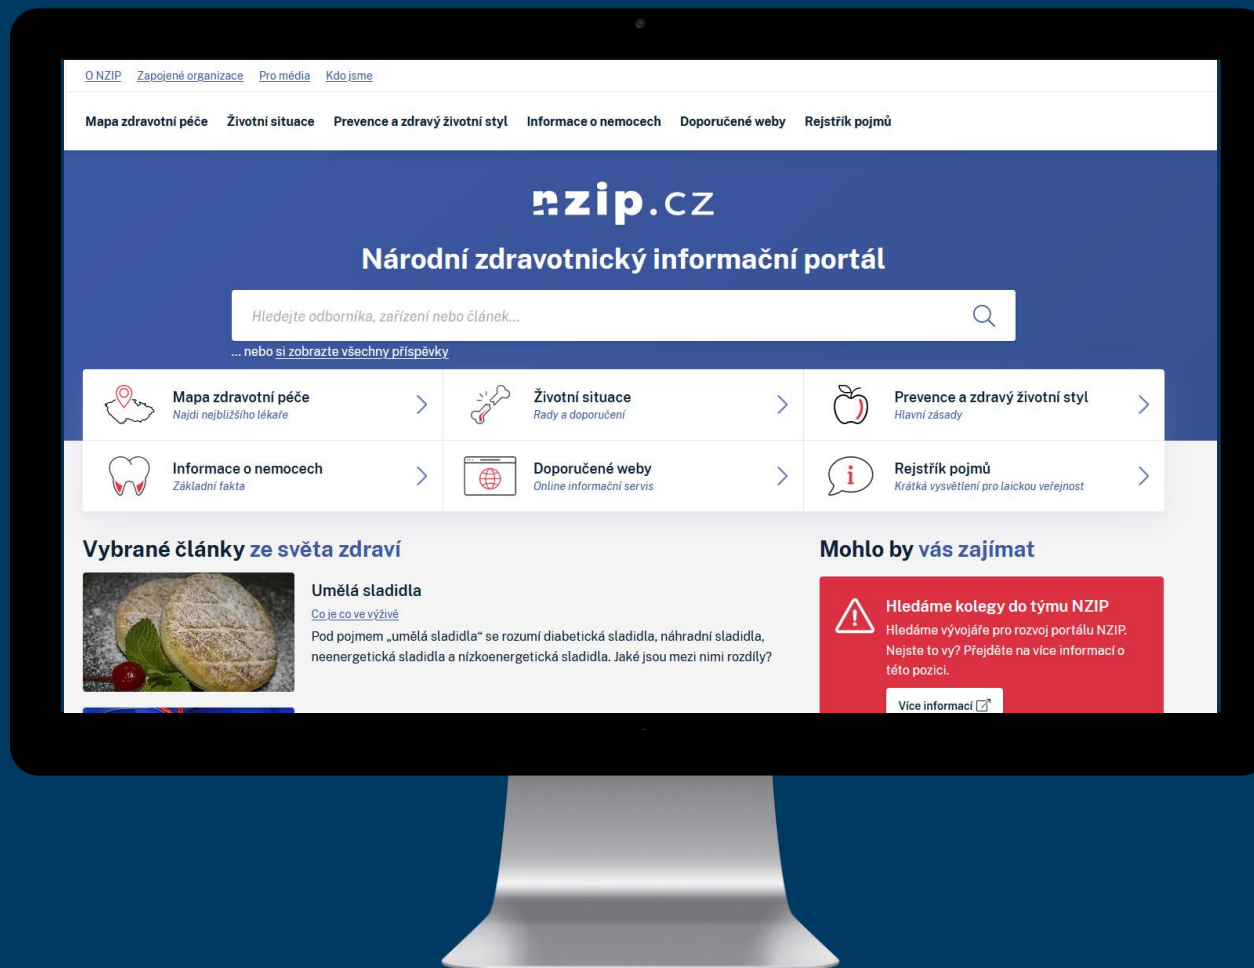 O NZIP Zapojené organizace Pro média Kdo jsme
Mapa zdravotní péče Životní situace Prevence a zdravý životní styl Informace o nemocech Doporučené weby Rejstřík pojmů
nzip.cz
Národní zdravotnický informační portál
Hledejte odborníka, zařízení nebo článek...
... nebo si zobrazte všechny příspěvky
Mapa zdravotní péče
Najdi nejbližšího lékaře
Životní situace
Rady a doporučení
Prevence a zdravý životní styl
Hlavní zásady
Informace o nemocech
Základní fakta
Doporučené weby
Online informační servis
i
Rejstřík pojmů
Krátká vysvětlení pro laickou veřejnost
Vybrané články ze světa zdraví
Umělá sladidla
Co je co ve výživě
Pod pojmem „umělá sladidla“ se rozumí diabetická sladidla, náhradní sladidla,
neenergetická sladidla a nízkoenergetická sladidla. Jaké jsou mezi nimi rozdíly?
Mohlo by vás zajímat
Hledáme kolegy do týmu NZIP
Hledáme vývojáře pro rozvoj portálu NZIP.
Nejste to vy? Přejděte na více informací o
této pozici.
Více informací